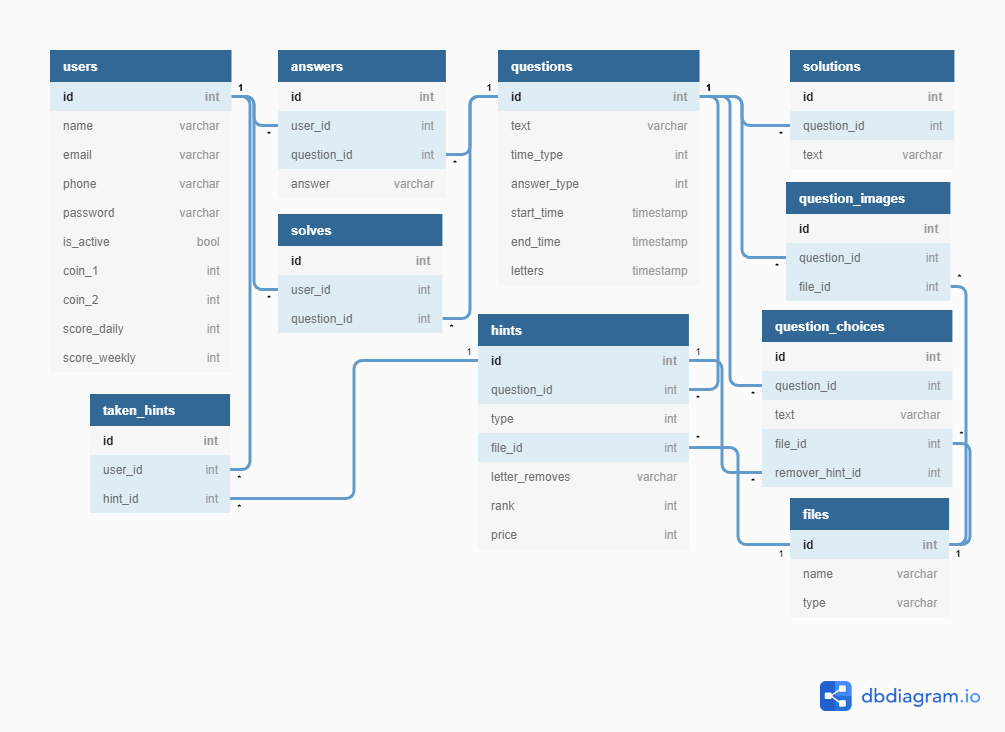 users
id int
name varchar
email varchar
phone varchar
password varchar
is_active bool
coin_1 int
coin_2 int
score_daily int
score_weekly int
1
answers
id int
user_id int
question_id int
answer varchar
*
*
solves
id int
user_id int
question_id int
*
*
taken_hints
id int
user_id int
hint_id int
*
*
questions
1
1
id int
text varchar
time_type int
answer_type int
start_time timestamp
end_time timestamp
letters timestamp
hints
1
1
id int
question_id int
*
type int
file_id int
*
letter_removes varchar
rank int
price int
solutions
id int
question_id int
*
text varchar
question_images
id int
question_id int
*
file_id int
*
question_choices
id int
question_id int
*
text varchar
file_id int
*
remover_hint_id int
*
files
id int
1
1
name varchar
type varchar
dbdiagram.io